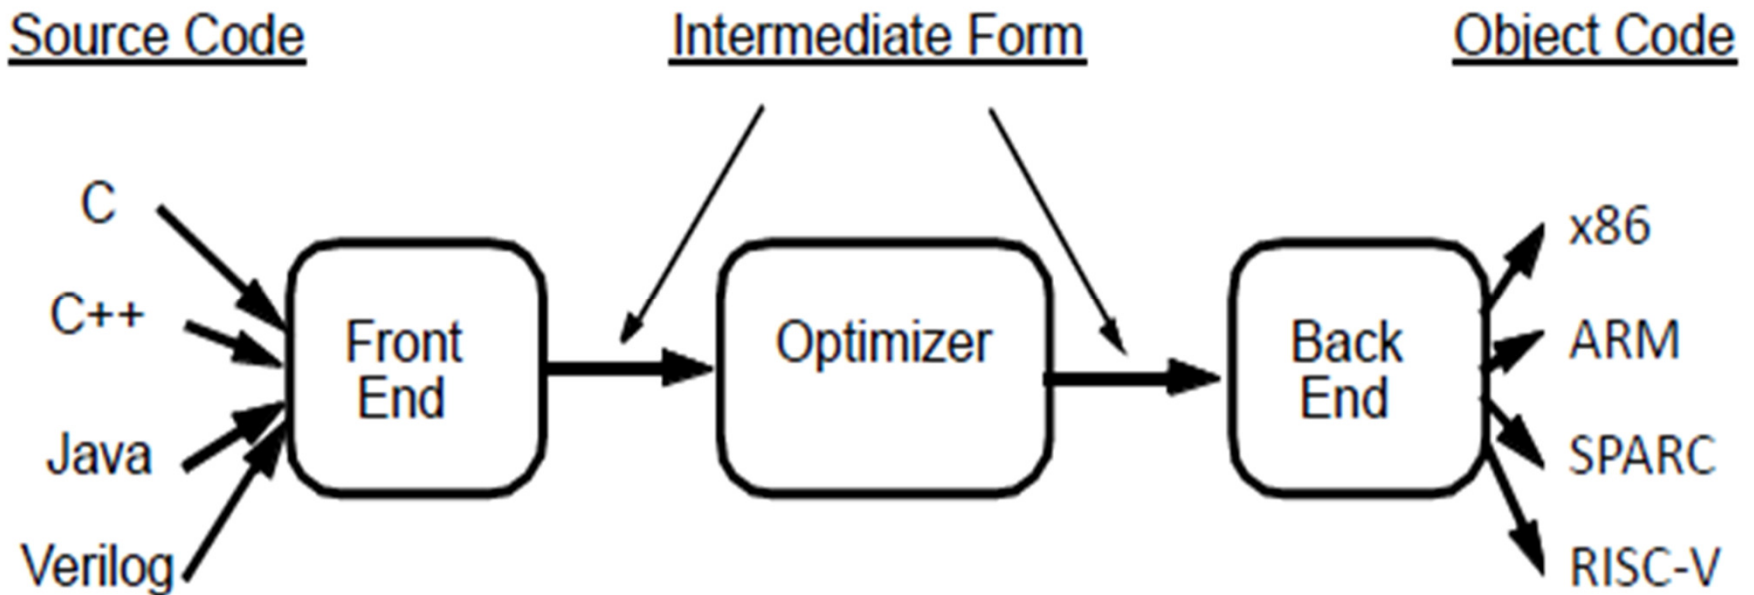 Source Code
Intermediate Form
Object Code
C
C++
Java
Verilog
Front
End
Optimizer
Back
End
x86
ARM
SPARC
RISC-V